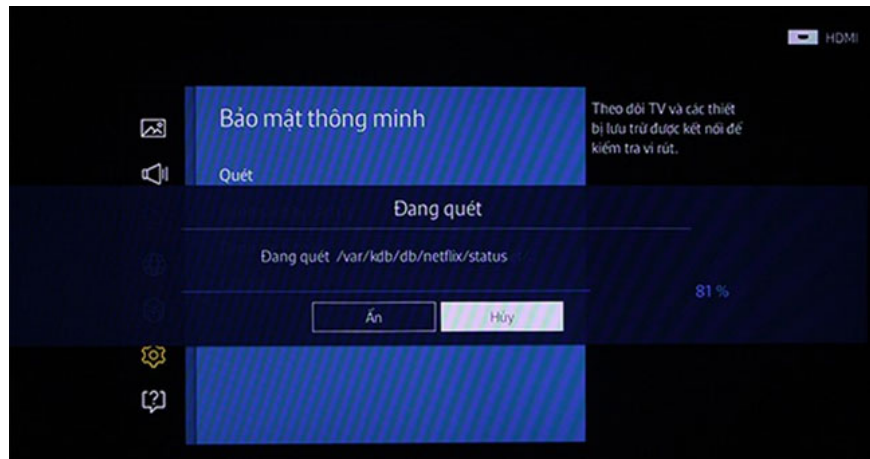 HDMI
Bảo mật thông minh
Theo dõi TV và các thiết
bị lưu trữ được kết nối để
kiểm tra vi rút.
Quét
Đang quét
Đang quét /var/kdb/db/netflix/status
81 %
Ẩn
Hủy